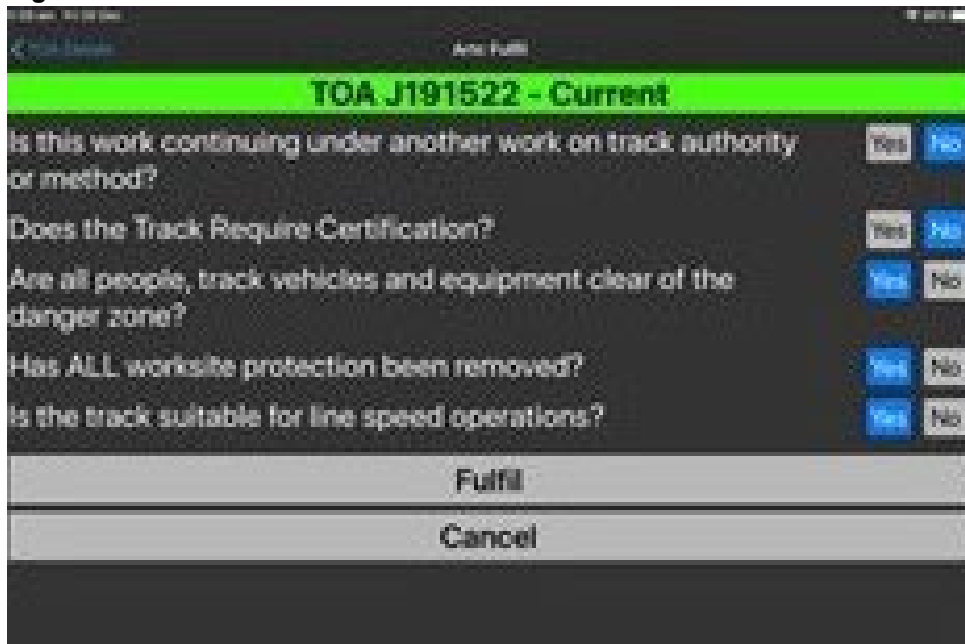 Artc Fulfil
TOA J191522 - Current
Is this work continuing under another work on track authority
or method?
Yes No
Does the Track Require Certification?
Yes No
Are all people, track vehicles and equipment clear of the
danger zone?
Yes No
Has ALL worksite protection been removed?
Yes No
Is the track suitable for line speed operations?
Yes No
Fulfil
Cancel